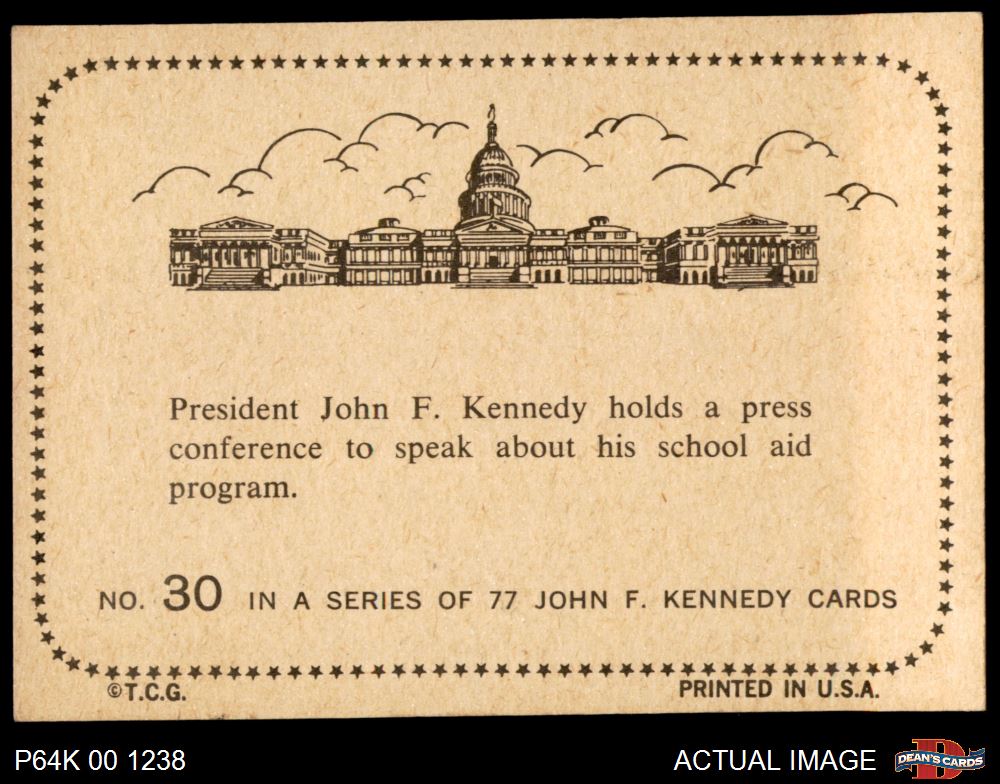 President John F. Kennedy holds a press
conference to speak about his school aid
program.
NO. 30 IN A SERIES OF 77 JOHN F. KENNEDY CARDS
©T.C.G. PRINTED IN U.S.A.
P64K 00 1238 ACTUAL IMAGE D DEAN'S CARDS